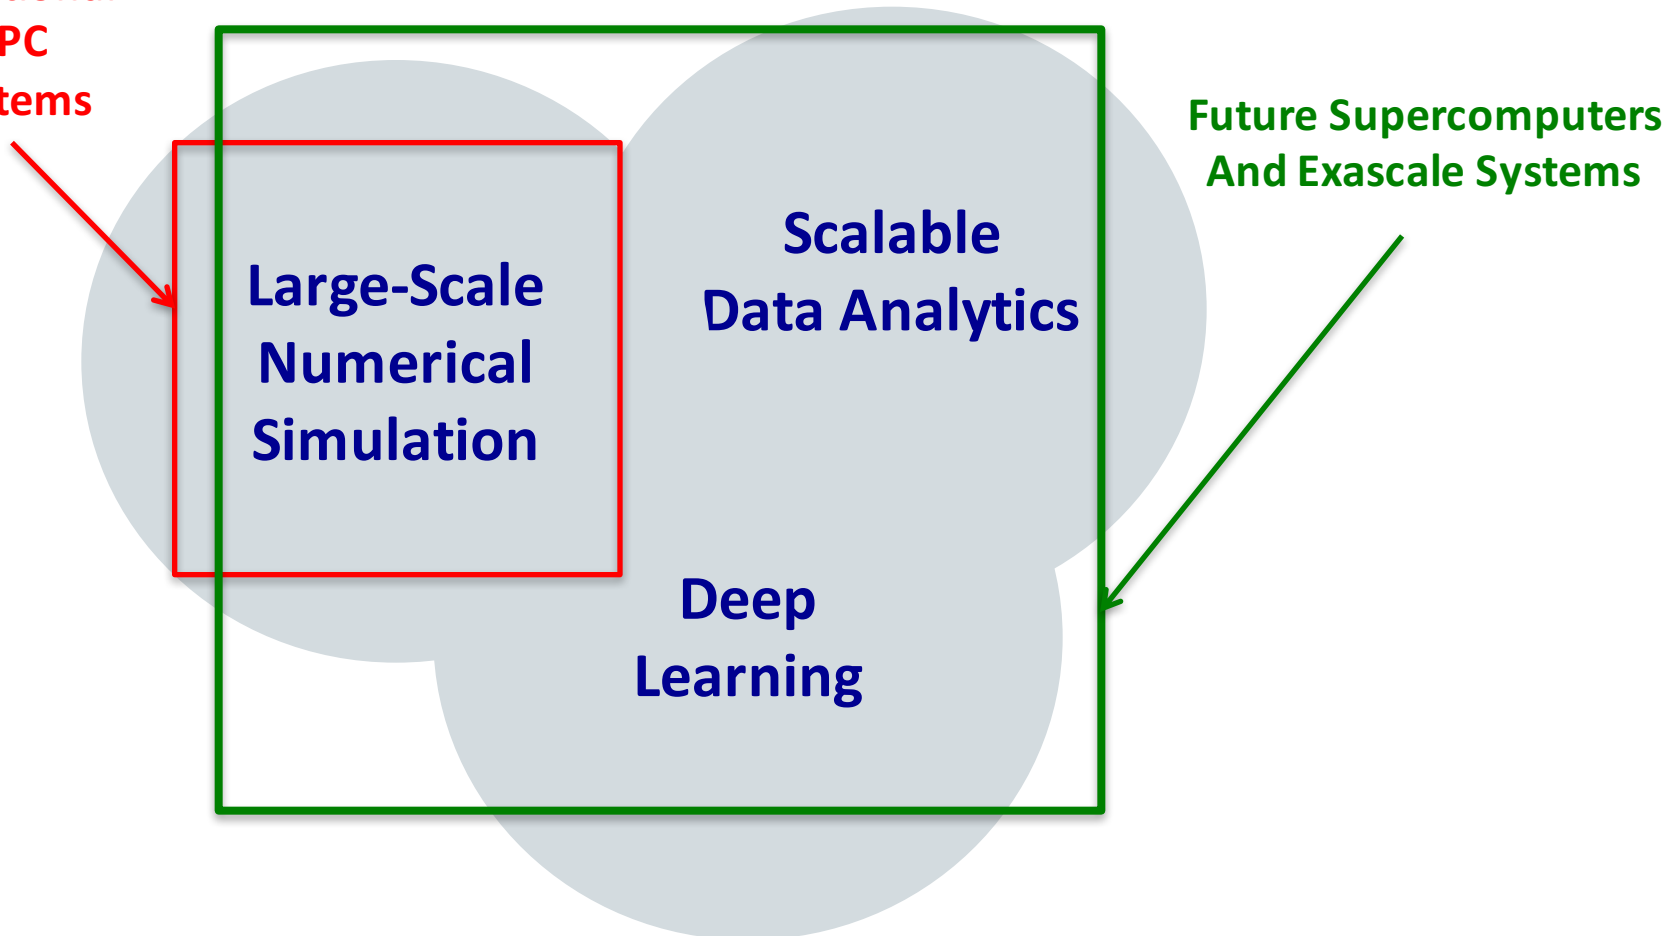 PC
tems
Future Supercomputers
And Exascale Systems
Scalable
Data Analytics
Large-Scale
Numerical
Simulation
Deep
Learning